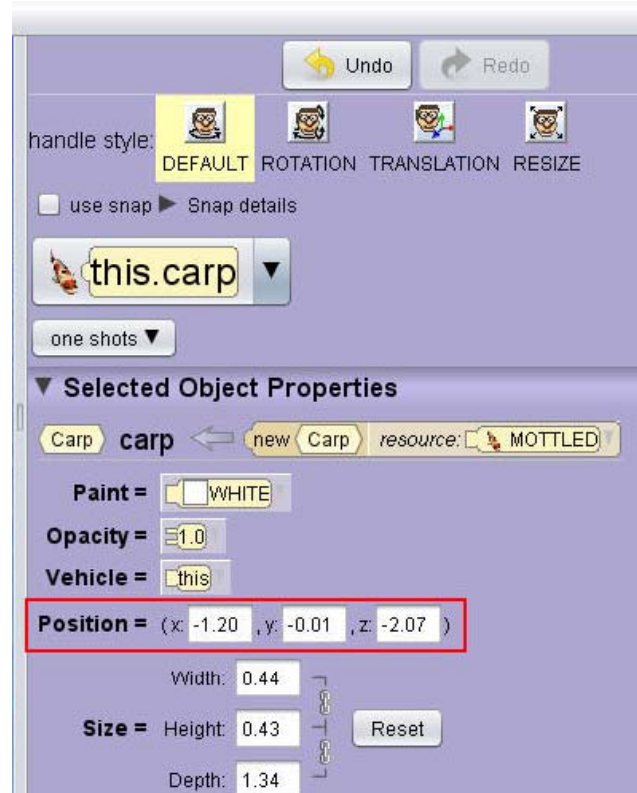 Undo Redo
handle style:
DEFAULT ROTATION TRANSLATION RESIZE
use snap ▶ Snap details
this.carp ▼
one shots ▼
▼ Selected Object Properties
Carp carp new Carp resource: MOTTLED
Paint = WHITE
Opacity = 1.0
Vehicle = this
Position = (x: -1.20 , y: -0.01 , z: -2.07 )
Width: 0.44
Size = Height: 0.43 Reset
Depth: 1.34